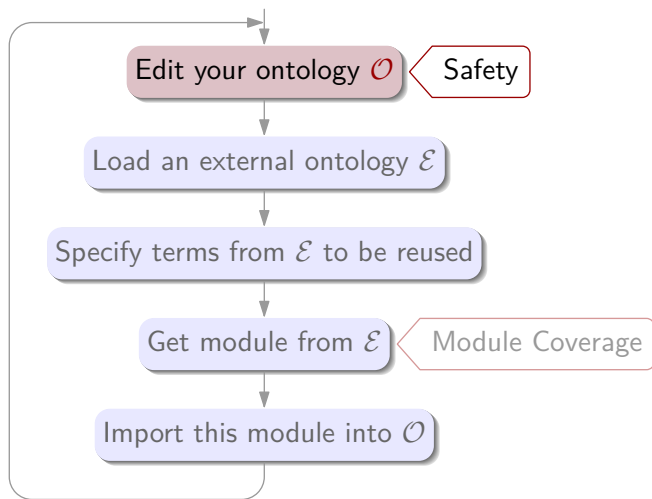 Edit your ontology 𝒪
Safety
Load an external ontology ℰ
Specify terms from ℰ to be reused
Get module from ℰ
Module Coverage
Import this module into 𝒪